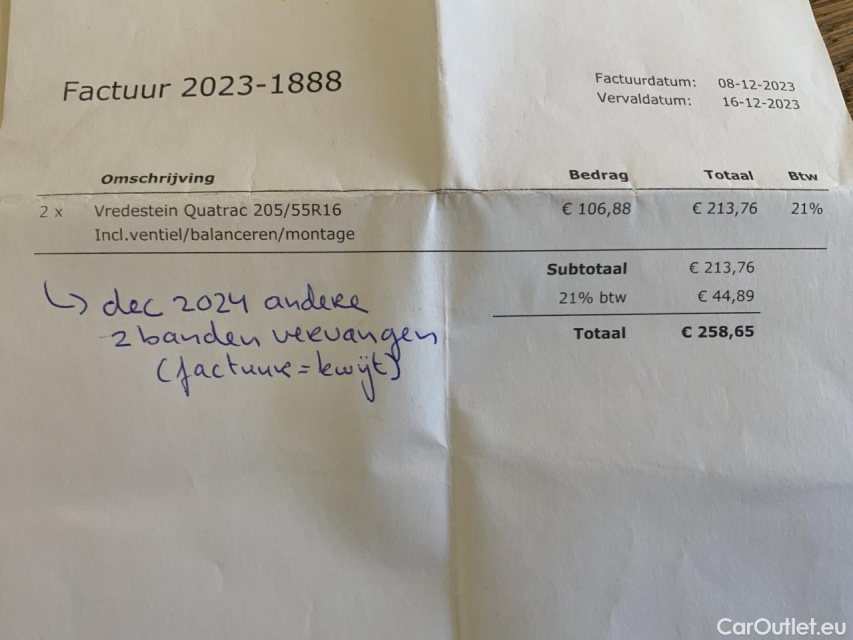 Factuur 2023-1888
Factuurdatum: 08-12-2023
Vervaldatum: 16-12-2023
Omschrijving Bedrag Totaal Btw
2 x Vredestein Quatrac 205/55R16 € 106,88 € 213,76 21%
Incl.ventiel/balanceren/montage
Subtotaal € 213,76
21% btw € 44,89
Totaal € 258,65
↳ dec 2024 andere
2 banden vervangen
(factuur = kwijt)
CarOutlet.eu